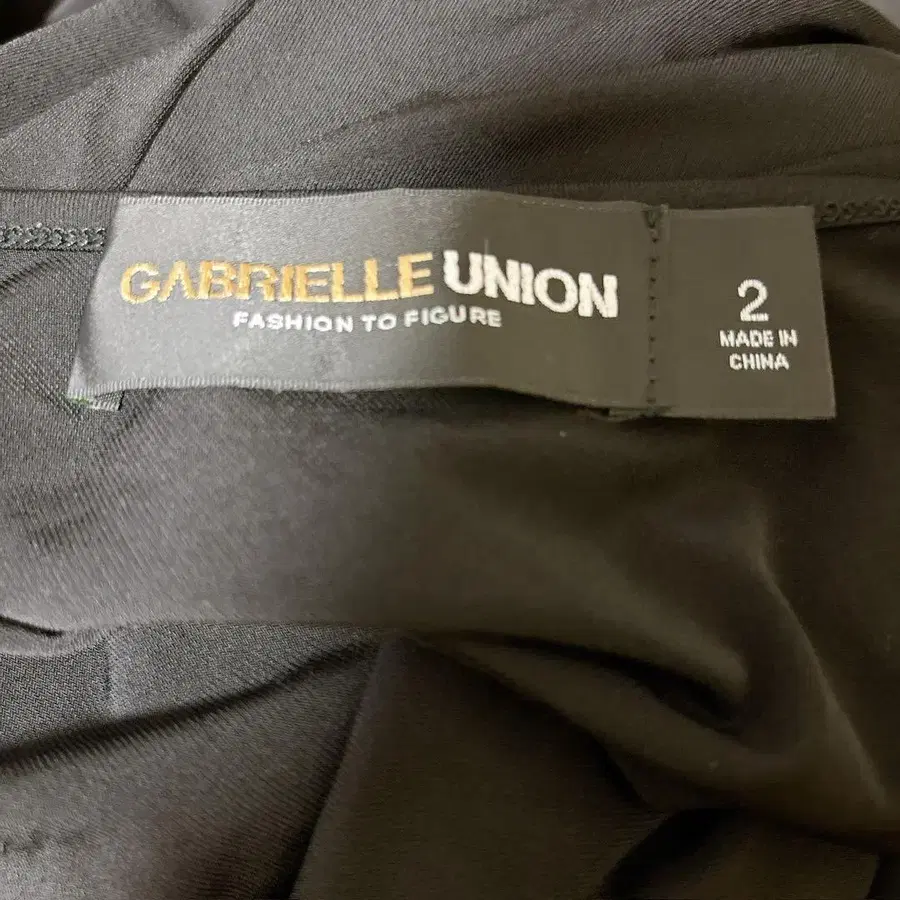 GABRIELLE UNION
FASHION TO FIGURE
2
MADE IN
CHINA